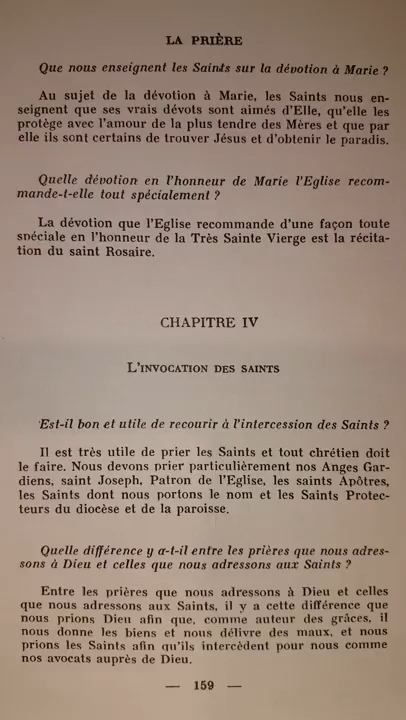 LA PRIÈRE
Que nous enseignent les Saints sur la dévotion à Marie ?
Au sujet de la dévotion à Marie, les Saints nous en-
seignent que ses vrais dévots sont aimés d'Elle, qu'elle les
protège avec l'amour de la plus tendre des Mères et que par
elle ils sont certains de trouver Jésus et d'obtenir le paradis.
Quelle dévotion en l'honneur de Marie l'Eglise recom-
mande-t-elle tout spécialement ?
La dévotion que l'Eglise recommande d'une façon toute
spéciale en l'honneur de la Très Sainte Vierge est la récita-
tion du saint Rosaire.
CHAPITRE IV
L'INVOCATION DES SAINTS
Est-il bon et utile de recourir à l'intercession des Saints ?
Il est très utile de prier les Saints et tout chrétien doit
le faire. Nous devons prier particulièrement nos Anges Gar-
diens, saint Joseph, Patron de l'Eglise, les saints Apôtres,
les Saints dont nous portons le nom et les Saints Protec-
teurs du diocèse et de la paroisse.
Quelle différence y a-t-il entre les prières que nous adres-
sons à Dieu et celles que nous adressons aux Saints ?
Entre les prières que nous adressons à Dieu et celles
que nous adressons aux Saints, il y a cette différence que
nous prions Dieu afin que, comme auteur des grâces, il
nous donne les biens et nous délivre des maux, et nous
prions les Saints afin qu'ils intercèdent pour nous comme
nos avocats auprès de Dieu.
— 159 —